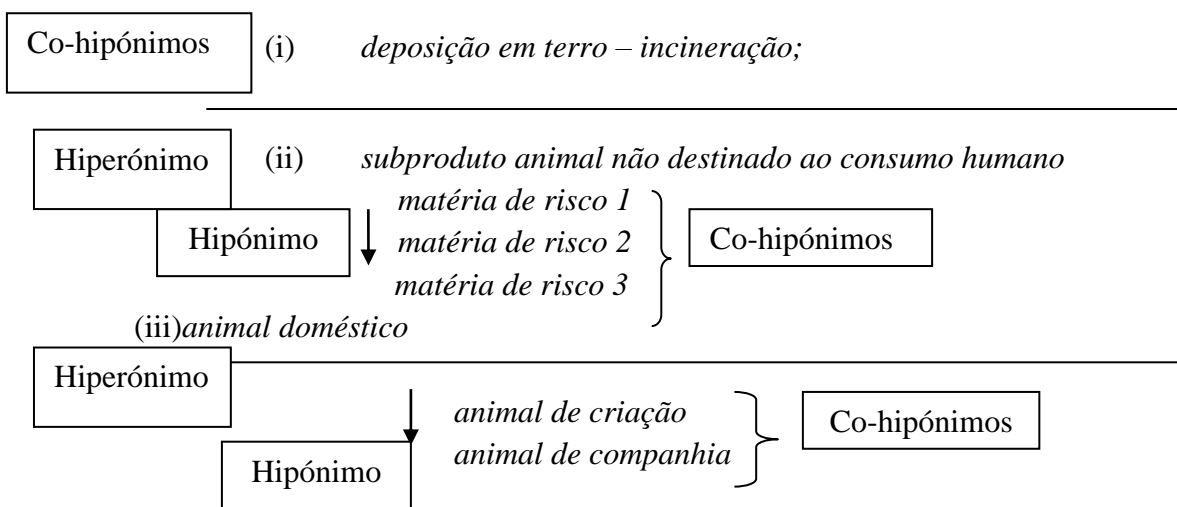 Co-hipónimos (i) deposição em terro – incineração;
Hiperónimo (ii) subproduto animal não destinado ao consumo humano
matéria de risco 1
Hipónimo matéria de risco 2 Co-hipónimos
matéria de risco 3
(iii)animal doméstico
Hiperónimo
animal de criação Co-hipónimos
animal de companhia
Hipónimo